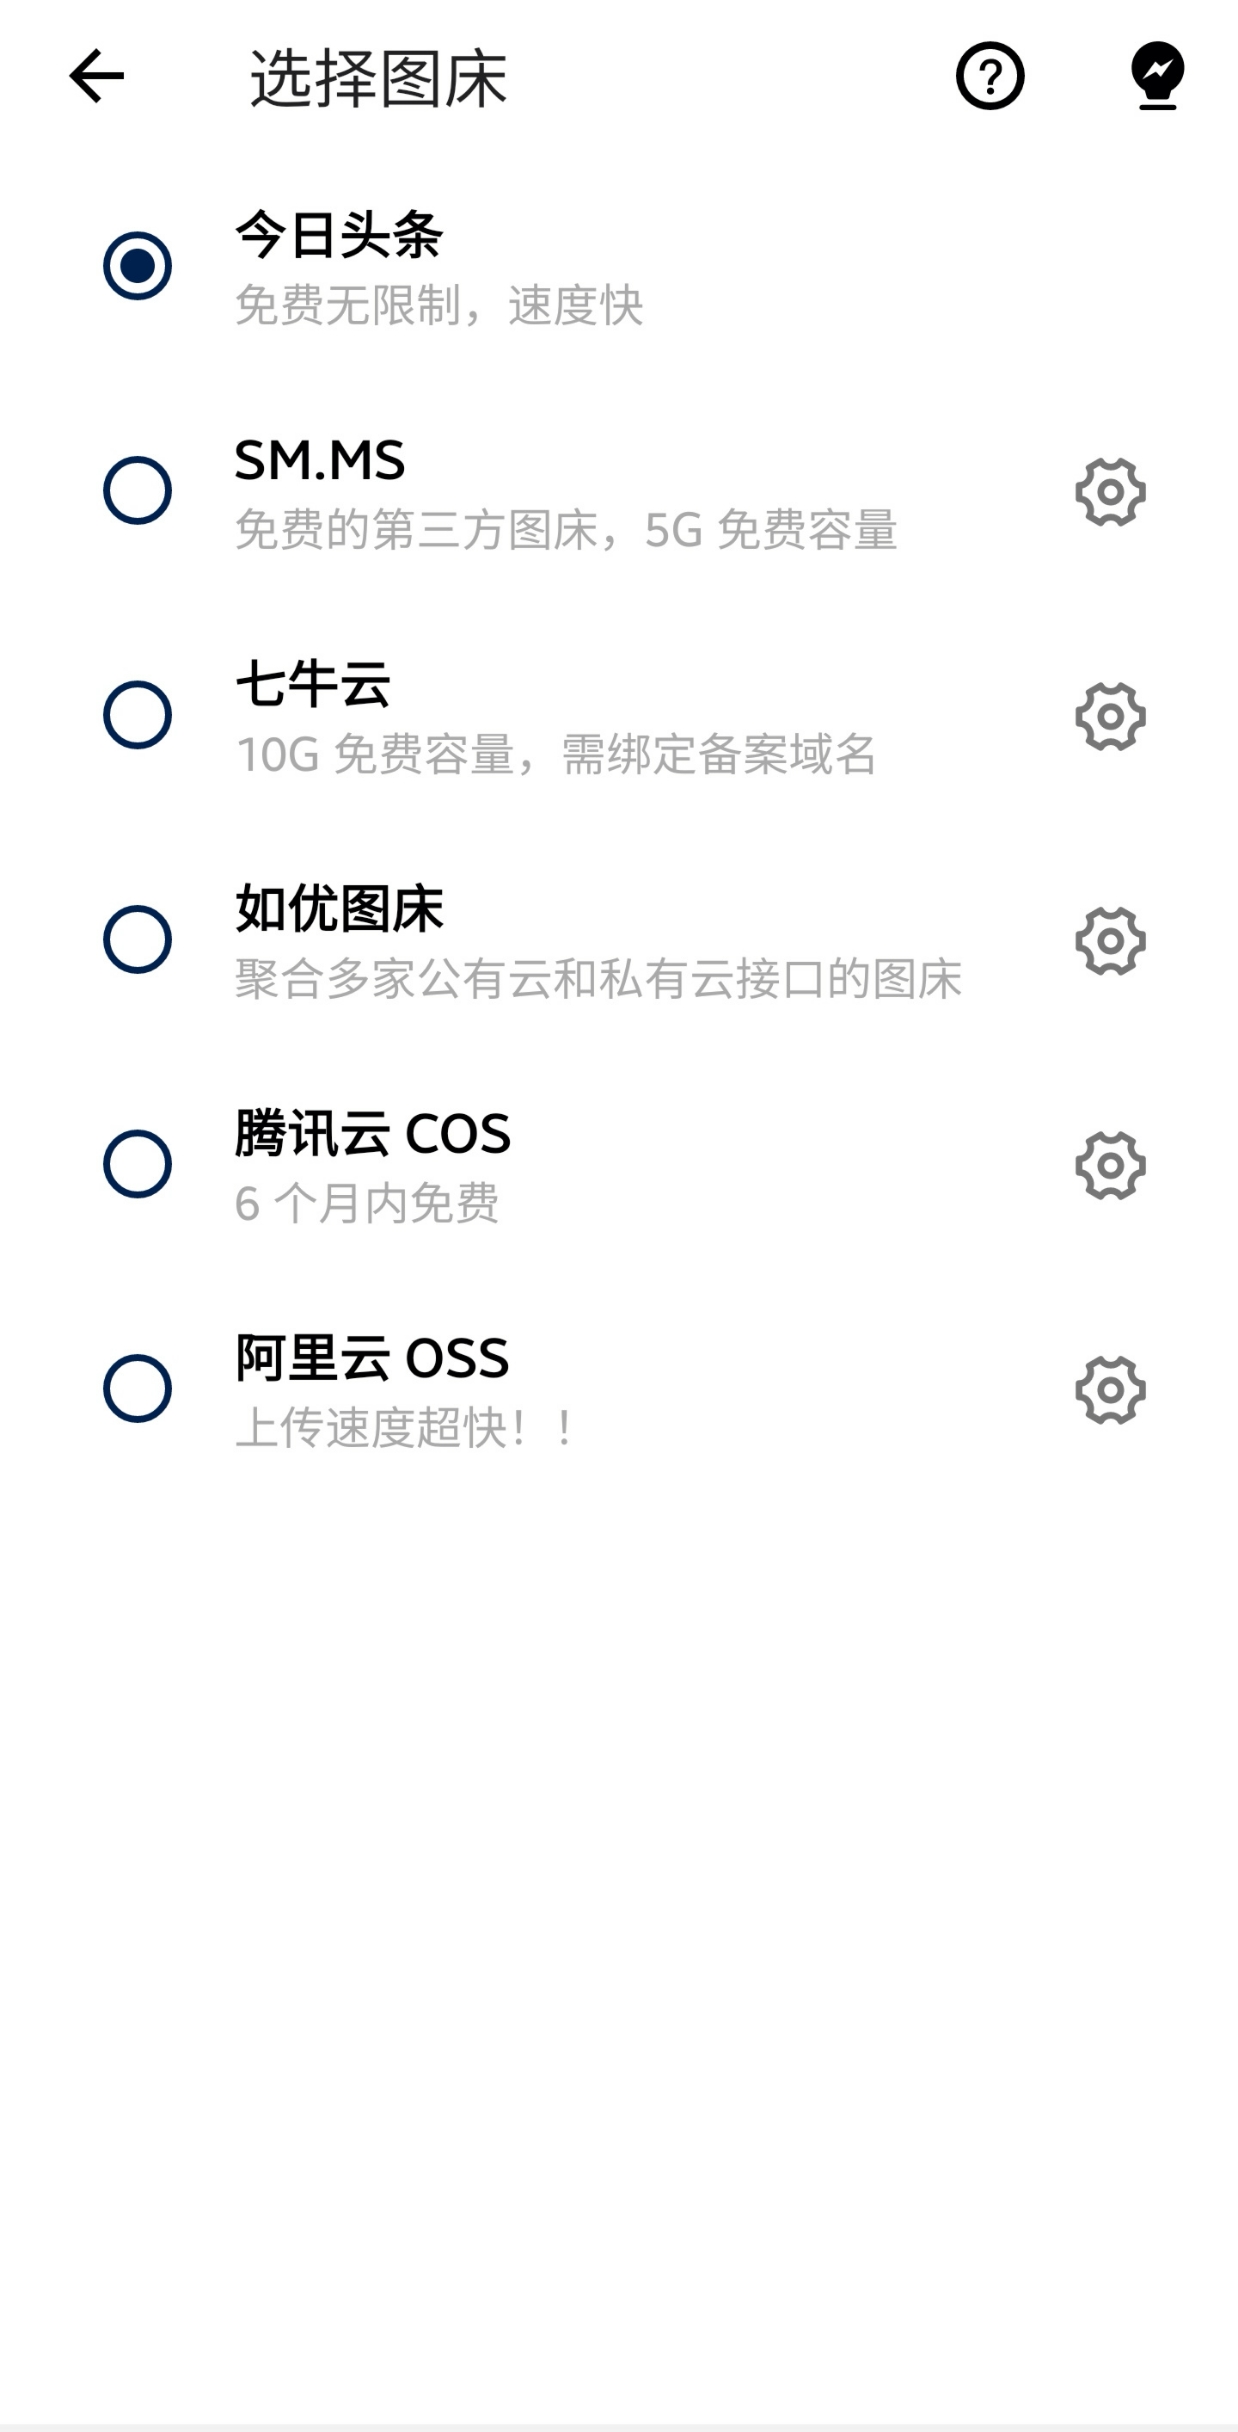 选择图床
今日头条
免费无限制，速度快
SM.MS
免费的第三方图床，5G 免费容量
七牛云
10G 免费容量，需绑定备案域名
如优图床
聚合多家公有云和私有云接口的图床
腾讯云 COS
6 个月内免费
阿里云 OSS
上传速度超快！！